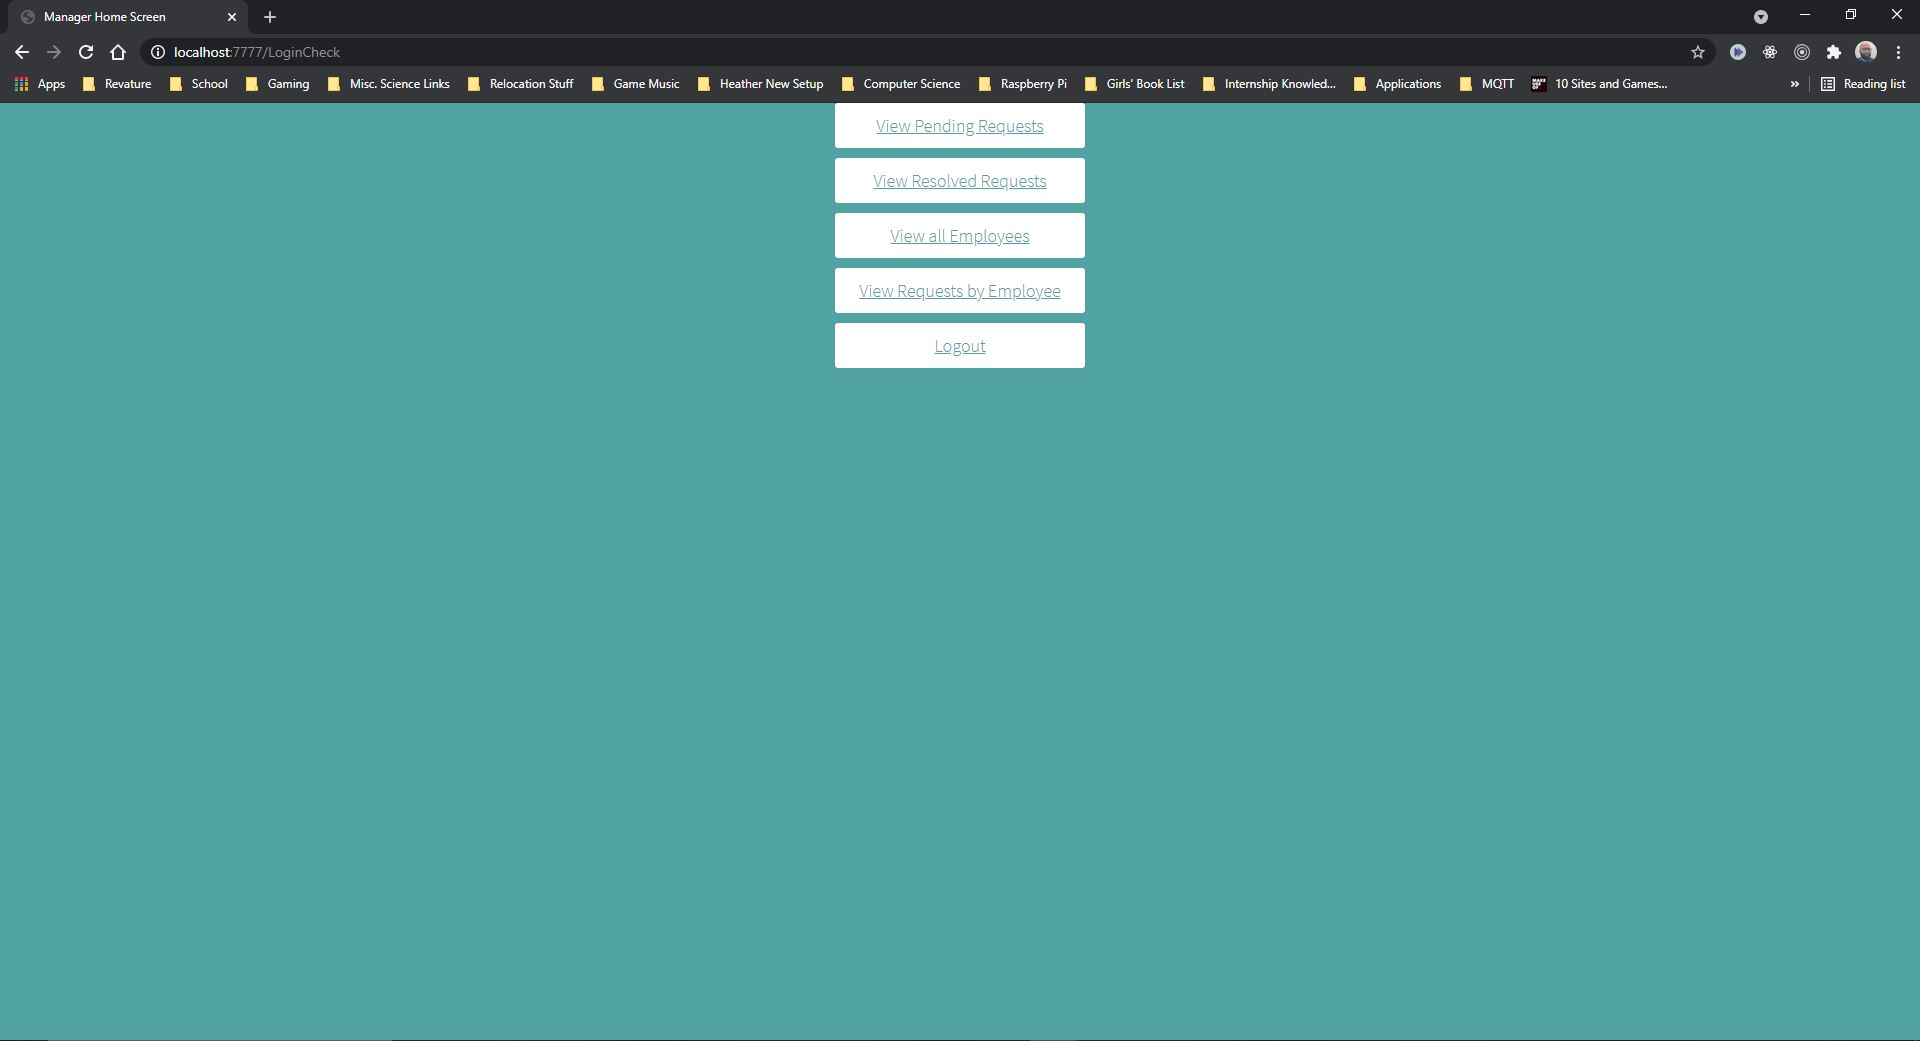 Manager Home Screen
localhost:7777/LoginCheck
Apps Revature School Gaming Misc. Science Links Relocation Stuff Game Music Heather New Setup Computer Science Raspberry Pi Girls' Book List Internship Knowled... Applications MQTT 10 Sites and Games... » Reading list
View Pending Requests
View Resolved Requests
View all Employees
View Requests by Employee
Logout